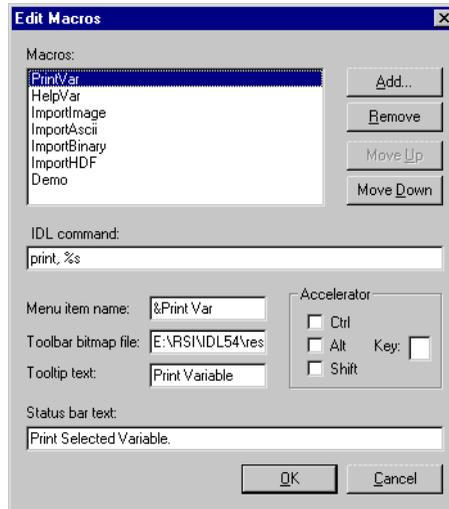 Edit Macros
Macros:
PrintVar
HelpVar
ImportImage
ImportAscii
ImportBinary
ImportHDF
Demo
Add...
Remove
Move Up
Move Down
IDL command:
print, %s
Menu item name: &Print Var
Toolbar bitmap file: E:\RSI\IDL54\res
Tooltip text: Print Variable
Accelerator
Ctrl
Alt Key:
Shift
Status bar text:
Print Selected Variable.
OK Cancel